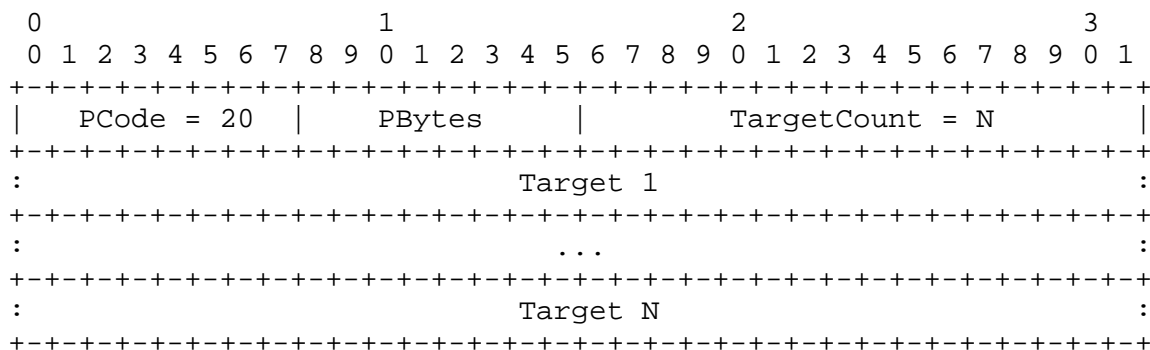 0                   1                   2                   3
 0 1 2 3 4 5 6 7 8 9 0 1 2 3 4 5 6 7 8 9 0 1 2 3 4 5 6 7 8 9 0 1
+-+-+-+-+-+-+-+-+-+-+-+-+-+-+-+-+-+-+-+-+-+-+-+-+-+-+-+-+-+-+-+-+
|   PCode = 20  |    PBytes     |        TargetCount = N        |
+-+-+-+-+-+-+-+-+-+-+-+-+-+-+-+-+-+-+-+-+-+-+-+-+-+-+-+-+-+-+-+-+
:                            Target 1                           :
+-+-+-+-+-+-+-+-+-+-+-+-+-+-+-+-+-+-+-+-+-+-+-+-+-+-+-+-+-+-+-+-+
:                              ...                              :
+-+-+-+-+-+-+-+-+-+-+-+-+-+-+-+-+-+-+-+-+-+-+-+-+-+-+-+-+-+-+-+-+
:                            Target N                           :
+-+-+-+-+-+-+-+-+-+-+-+-+-+-+-+-+-+-+-+-+-+-+-+-+-+-+-+-+-+-+-+-+